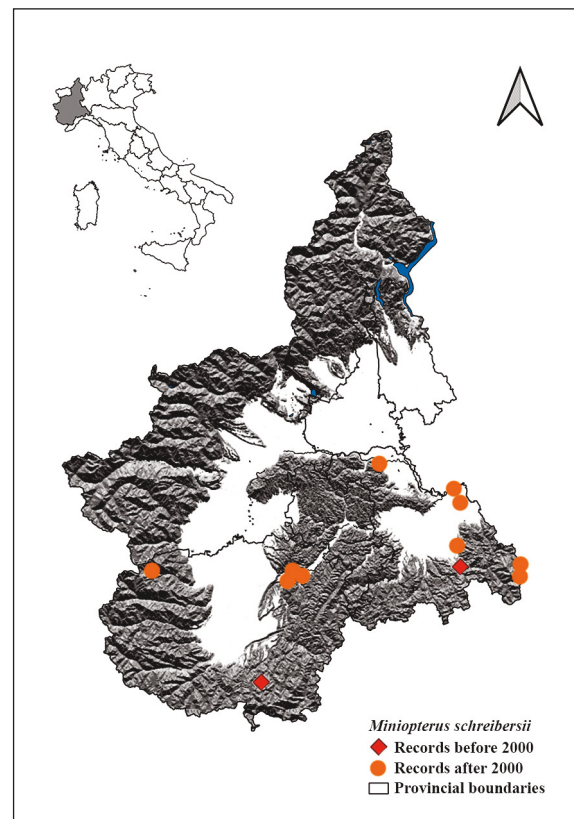 Miniopterus schreibersii
Records before 2000
Records after 2000
Provincial boundaries